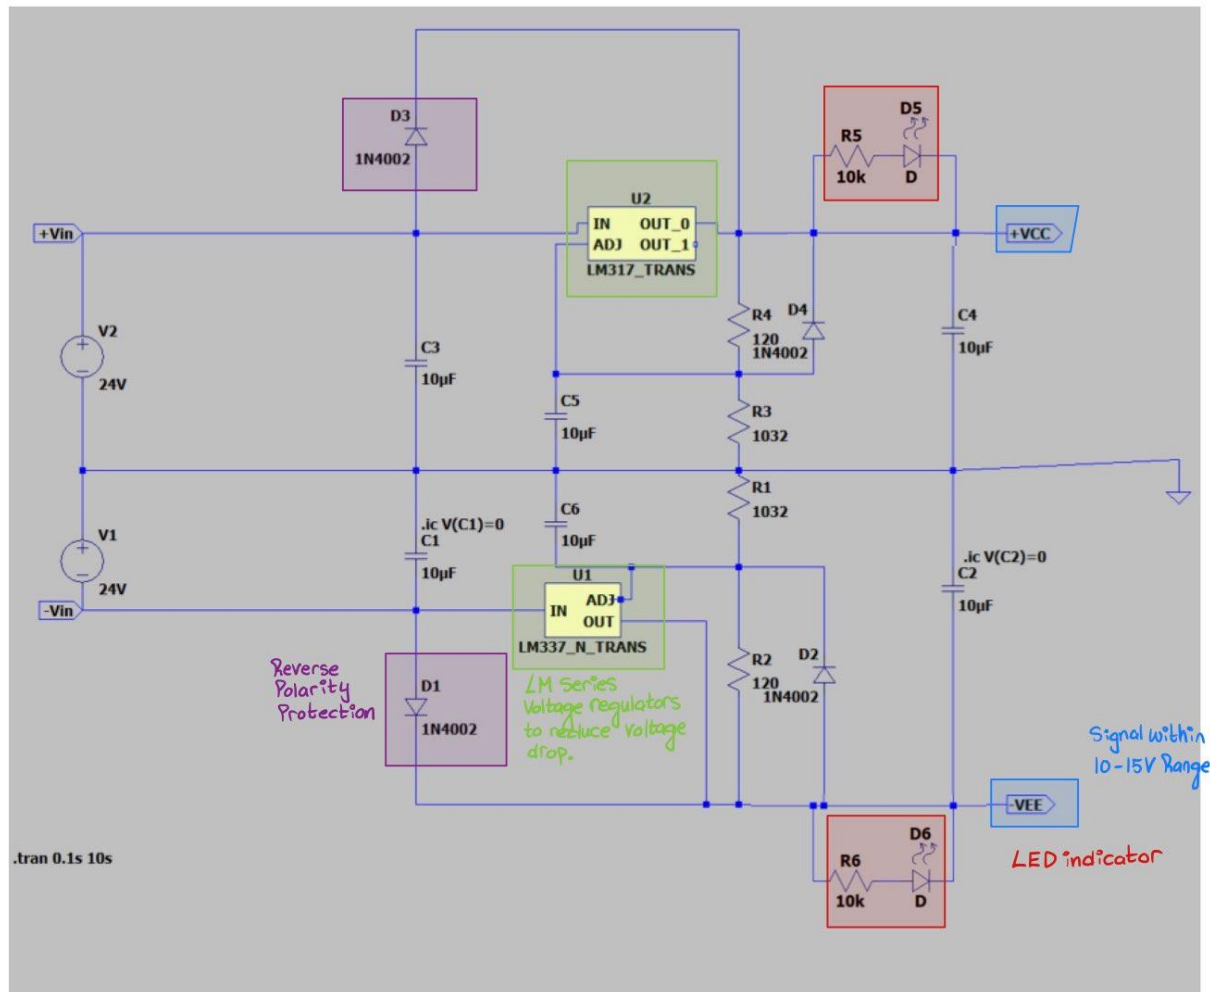 D3
1N4002
D5
R5
10k
D
U2
IN OUT_0
ADJ OUT_1
LM317_TRANS
+Vin
+VCC
V2
24V
C3
10µF
R4
120
D4
1N4002
C4
10µF
C5
10µF
R3
1032
R1
1032
C6
10µF
.ic V(C1)=0
C1
10µF
V1
24V
.ic V(C2)=0
C2
10µF
-Vin
U1
IN ADJ
OUT
LM337_N_TRANS
Reverse
Polarity
Protection
D1
1N4002
LM Series
Voltage regulators
to reduce voltage
drop.
R2
120
D2
1N4002
Signal within
10-15V Range
-VEE
D6
R6
10k
D
LED indicator
.tran 0.1s 10s